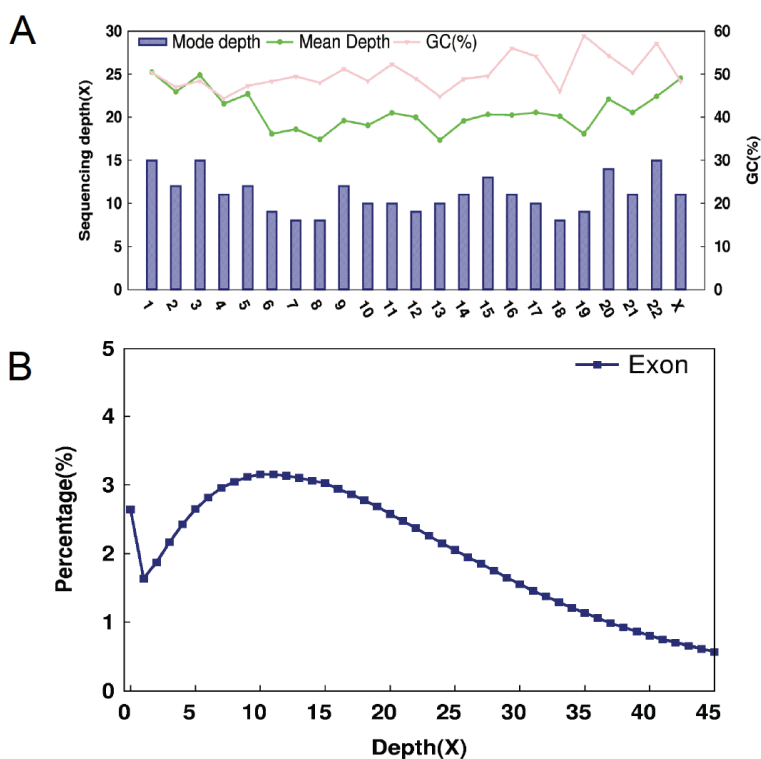 A
Mode depth Mean Depth GC(%)
Sequencing depth(X)
30
25
20
15
10
5
0
60
50
40
30
20
10
0
GC(%)
1 2 3 4 5 6 7 8 9 10 11 12 13 14 15 16 17 18 19 20 21 22 X
B
Exon
Percentage(%)
5
4
3
2
1
0
0 5 10 15 20 25 30 35 40 45
Depth(X)